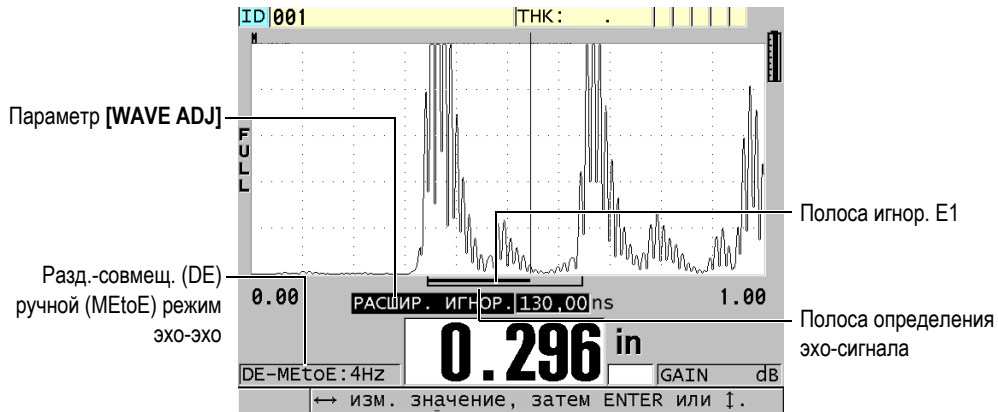 ID 001 THK: .
M
FULL
Параметр [WAVE ADJ]
Полоса игнор. E1
Разд.-совмещ. (DE)
ручной (MEtoE) режим
эхо-эхо
0.00 РАСШИР. ИГНОР. 130,00 ns 1.00
Полоса определения
эхо-сигнала
0.296 in
DE-MEtoE:4Hz GAIN dB
↔ изм. значение, затем ENTER или ↕.